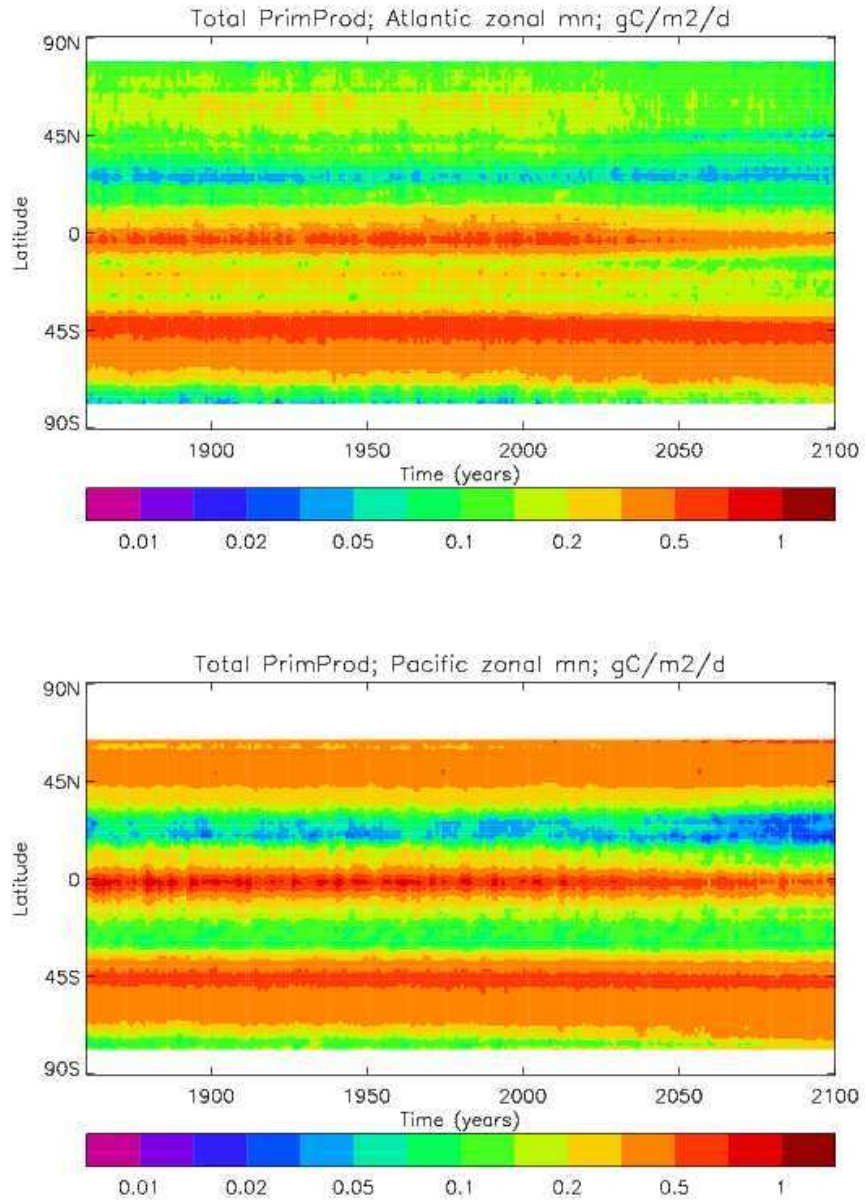 Total PrimProd; Atlantic zonal mn; gC/m2/d
90N
45N
0
45S
90S
Latitude
1900 1950 2000 2050 2100
Time (years)
0.01 0.02 0.05 0.1 0.2 0.5 1
Total PrimProd; Pacific zonal mn; gC/m2/d
90N
45N
0
45S
90S
Latitude
1900 1950 2000 2050 2100
Time (years)
0.01 0.02 0.05 0.1 0.2 0.5 1